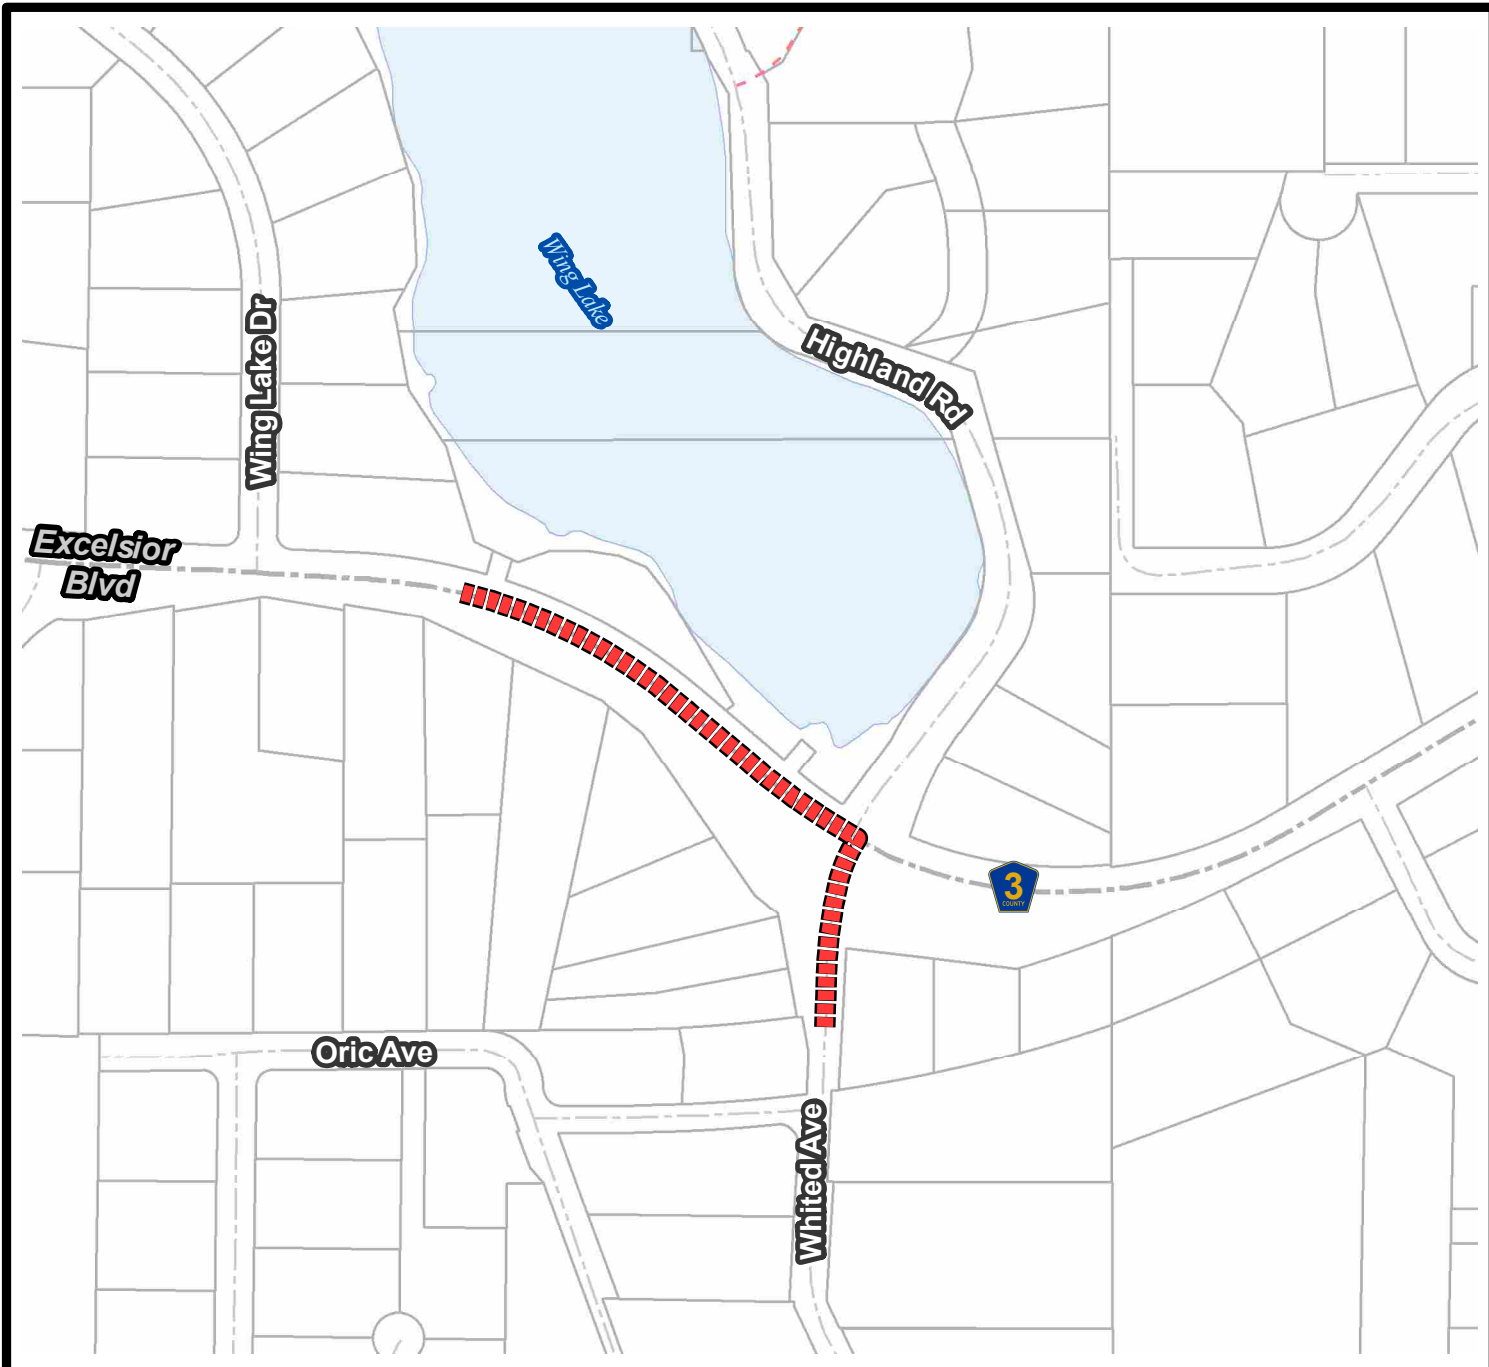 Wing Lake
Highland Rd
Wing Lake Dr
Excelsior
Blvd
3
COUNTY
Oric Ave
Whited Ave